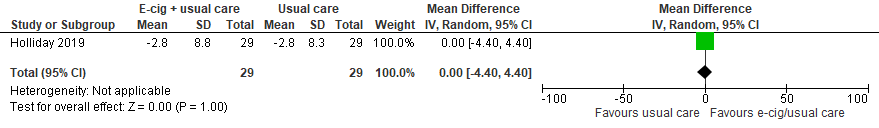 E-cig + usual care Usual care Mean Difference Mean Difference
Study or Subgroup Mean SD Total Mean SD Total Weight IV, Random, 95% CI IV, Random, 95% CI
Holliday 2019 -2.8 8.8 29 -2.8 8.3 29 100.0% 0.00 [-4.40, 4.40]
Total (95% CI) 29 29 100.0% 0.00 [-4.40, 4.40]
Heterogeneity: Not applicable
Test for overall effect: Z = 0.00 (P = 1.00)
-100 -50 0 50 100
Favours usual care Favours e-cig/usual care